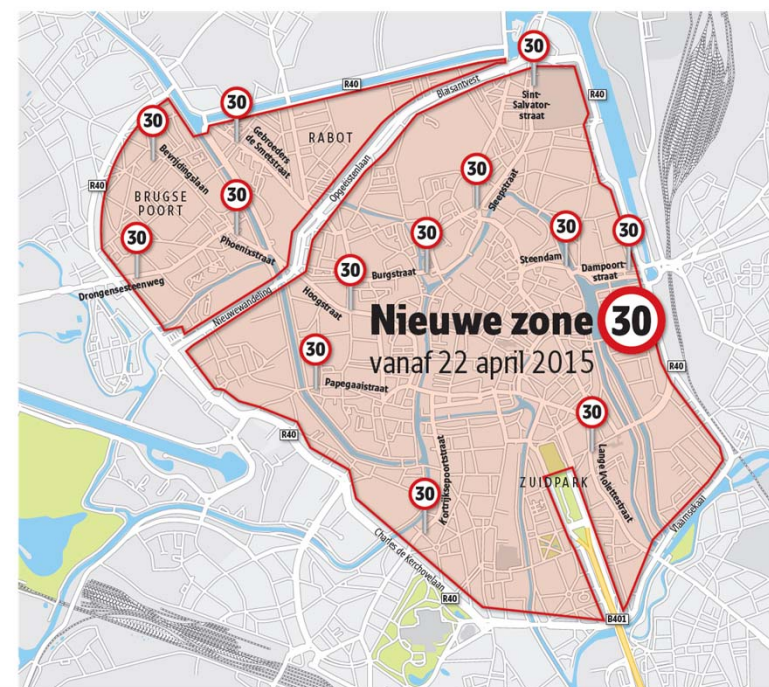 30
Blaisantvest
Sint-
Salvator-
straat
R40
R40
30
30
Gebroeders
de Smetstraat
RABOT
Bevrijdingslaan
Opgeëistenlaan
30
Sleepstraat
R40
BRUGSE
POORT
30
Phoenixstraat
30
Drongensesteenweg
30
Burgstraat
30
Steendam
30
Dampoort-
straat
30
Hoogstraat
Nieuwewandeling
Nieuwe zone 30
vanaf 22 april 2015
30
Papegaaistraat
R40
R40
30
Lange Violettestraat
ZUIDPARK
30
Kortrijksepoortstraat
Vlaamsekaai
Charles de Kerchovelaan
R40
B401